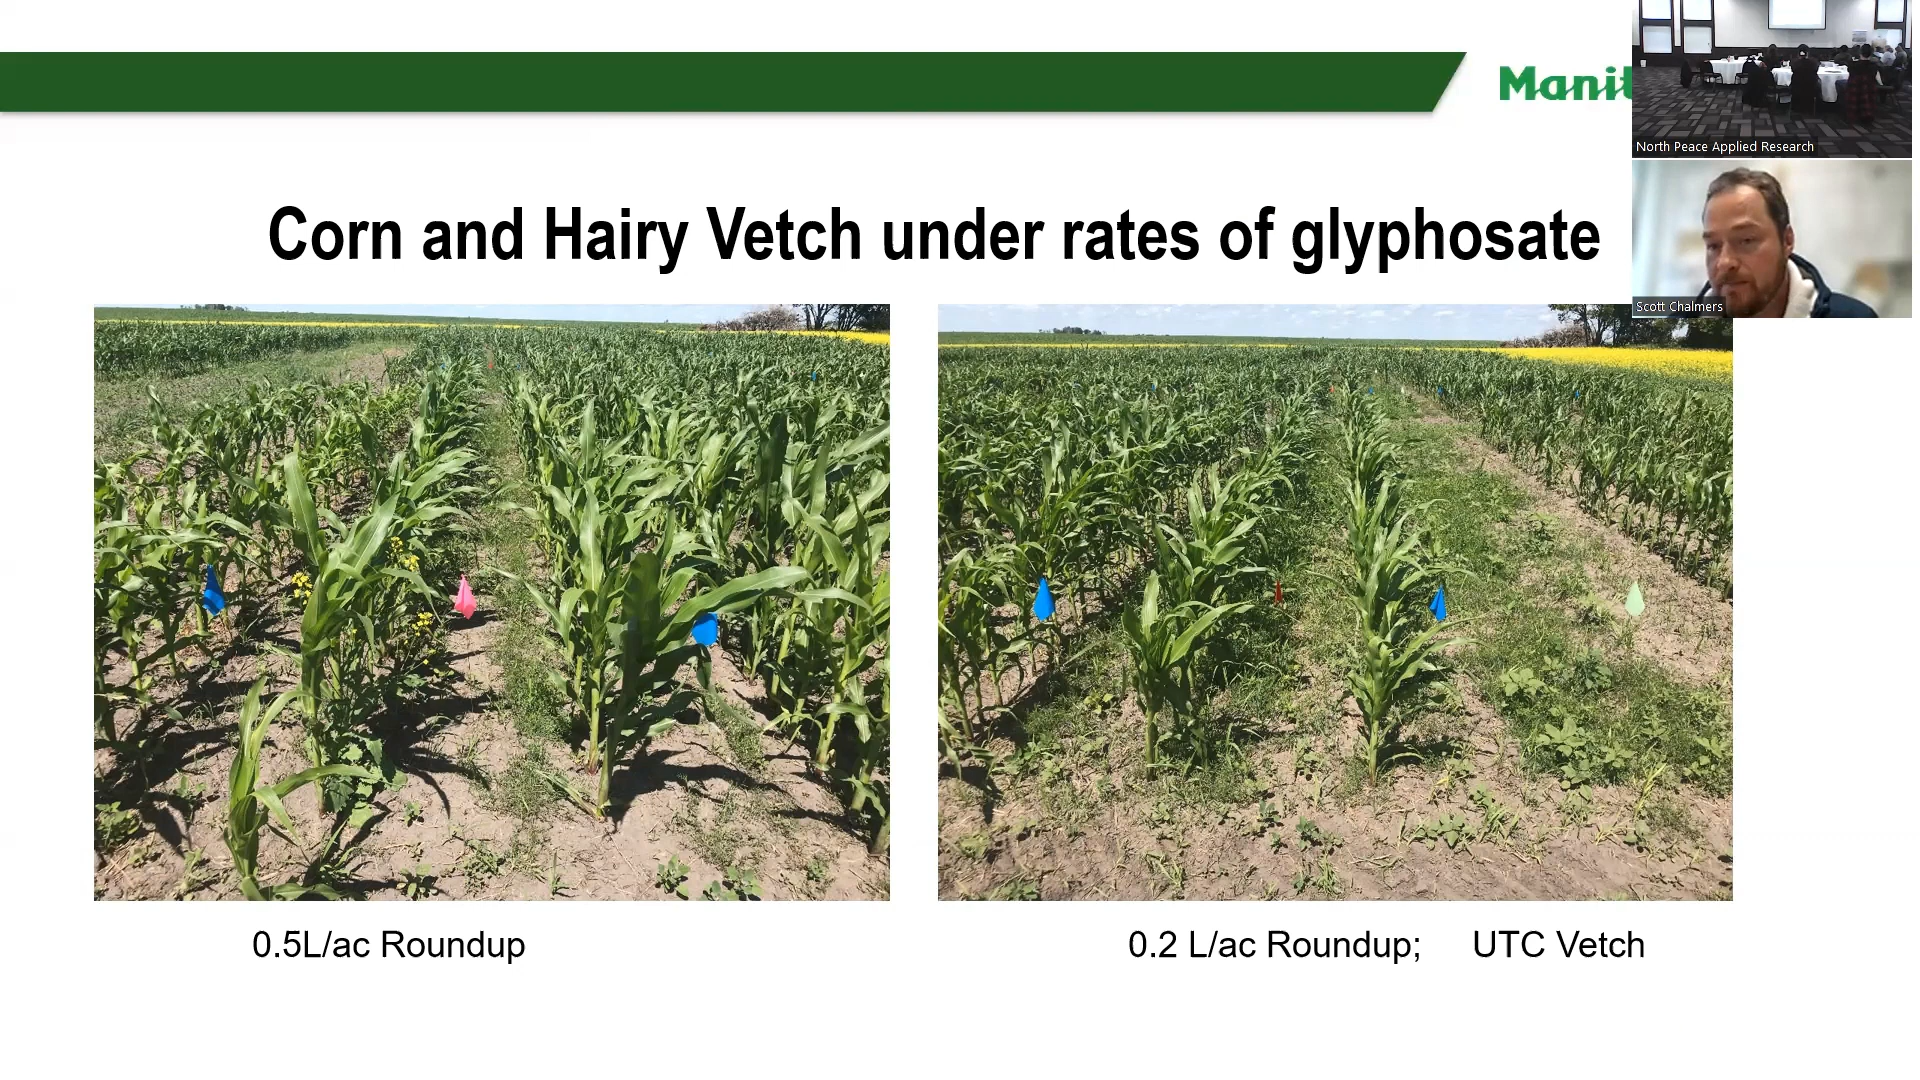 Manit
North Peace Applied Research
Corn and Hairy Vetch under rates of glyphosate
Scott Chalmers
0.5L/ac Roundup
0.2 L/ac Roundup; UTC Vetch